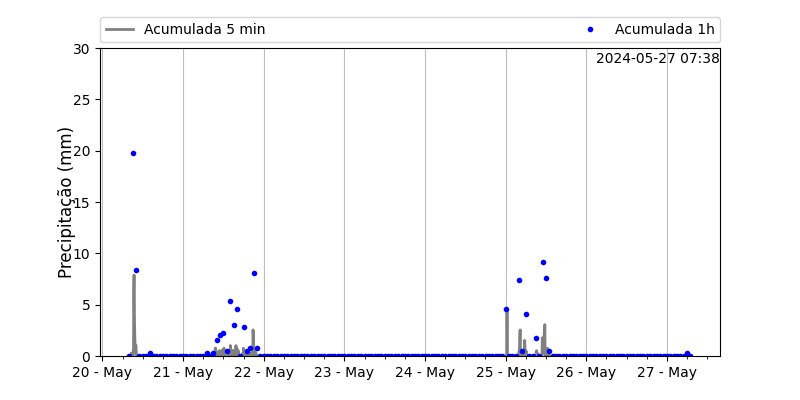 Acumulada 5 min
Acumulada 1h
2024-05-27 07:38
Precipitação (mm)
30
25
20
15
10
5
0
20 - May
21 - May
22 - May
23 - May
24 - May
25 - May
26 - May
27 - May